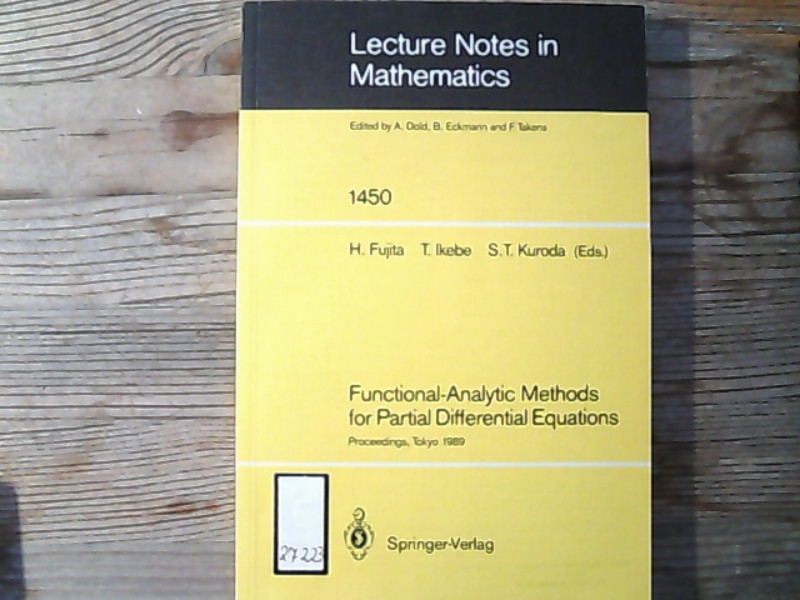 Lecture Notes in
Mathematics
Edited by A. Dold, B. Eckmann and F. Takens
1450
H. Fujita T. Ikebe S.T. Kuroda (Eds.)
Functional-Analytic Methods
for Partial Differential Equations
Proceedings, Tokyo 1989
27223
Springer-Verlag